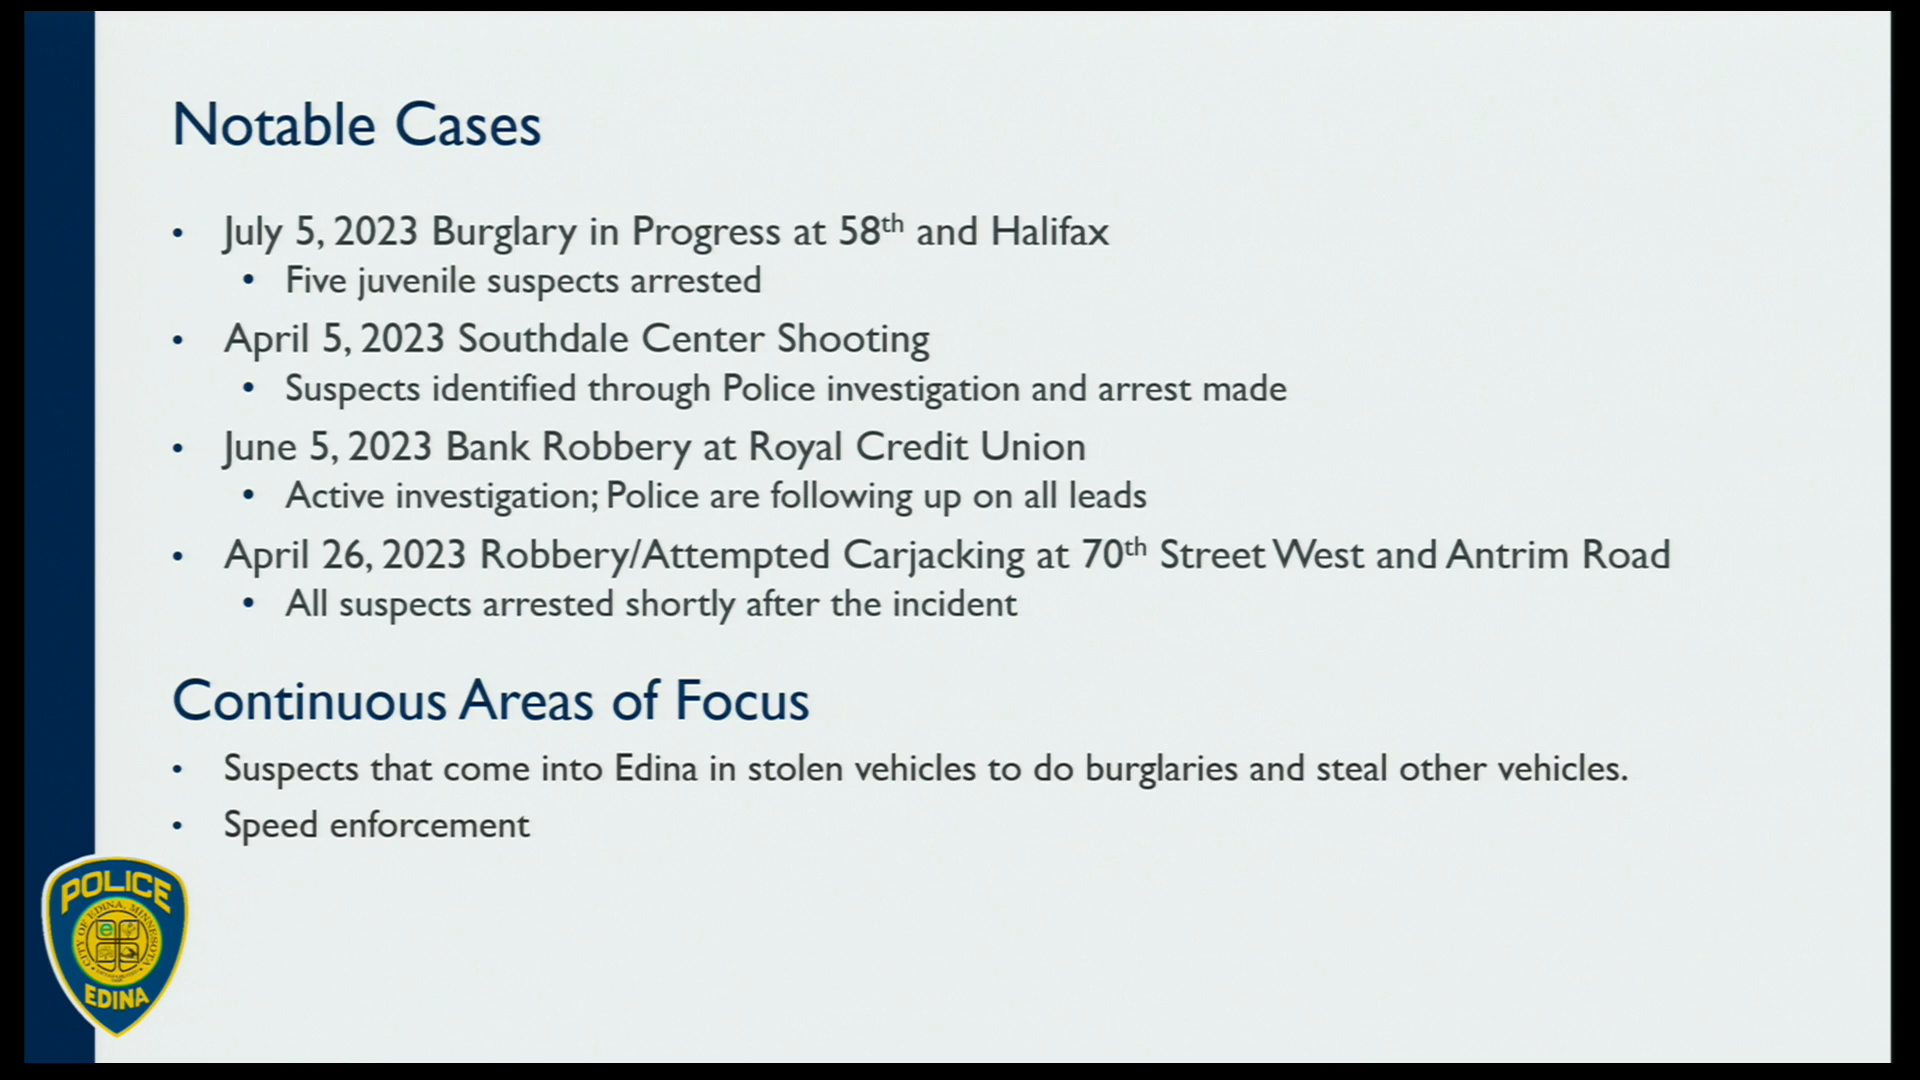 Notable Cases
• July 5, 2023 Burglary in Progress at 58th and Halifax
• Five juvenile suspects arrested
• April 5, 2023 Southdale Center Shooting
• Suspects identified through Police investigation and arrest made
• June 5, 2023 Bank Robbery at Royal Credit Union
• Active investigation; Police are following up on all leads
• April 26, 2023 Robbery/Attempted Carjacking at 70th Street West and Antrim Road
• All suspects arrested shortly after the incident
Continuous Areas of Focus
• Suspects that come into Edina in stolen vehicles to do burglaries and steal other vehicles.
• Speed enforcement
POLICE
CITY OF EDINA, MINNESOTA
e
EDINA